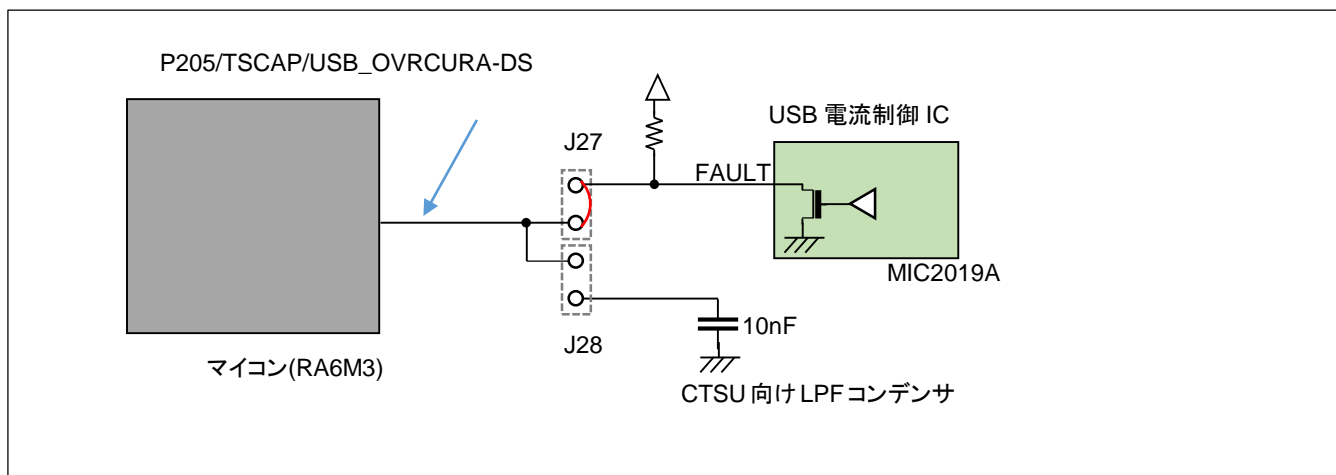 P205/TSCAP/USB_OVRCURA-DS
USB 電流制御 IC
J27
FAULT
MIC2019A
10nF
J28
マイコン(RA6M3)
CTSU 向け LPF コンデンサ